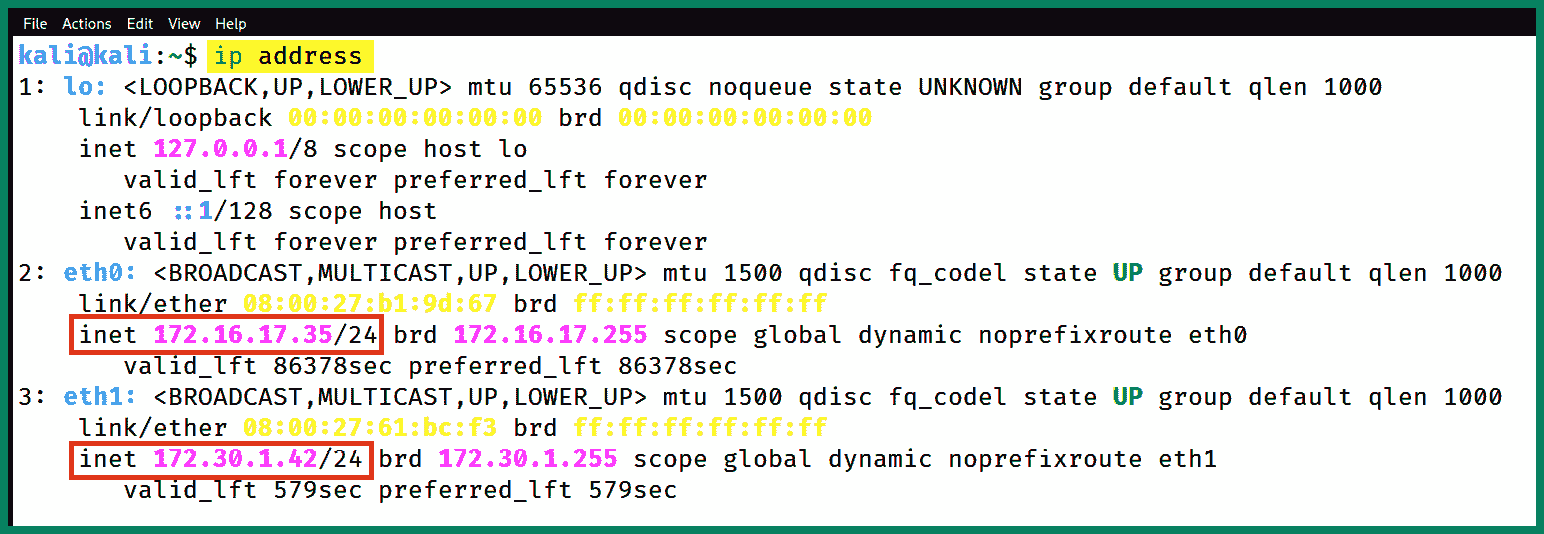 File Actions Edit View Help
kali@kali:~$ ip address
1: lo: <LOOPBACK,UP,LOWER_UP> mtu 65536 qdisc noqueue state UNKNOWN group default qlen 1000
link/loopback 00:00:00:00:00:00 brd 00:00:00:00:00:00
inet 127.0.0.1/8 scope host lo
valid_lft forever preferred_lft forever
inet6 ::1/128 scope host
valid_lft forever preferred_lft forever
2: eth0: <BROADCAST,MULTICAST,UP,LOWER_UP> mtu 1500 qdisc fq_codel state UP group default qlen 1000
link/ether 08:00:27:b1:9d:67 brd ff:ff:ff:ff:ff:ff
inet 172.16.17.35/24 brd 172.16.17.255 scope global dynamic noprefixroute eth0
valid_lft 86378sec preferred_lft 86378sec
3: eth1: <BROADCAST,MULTICAST,UP,LOWER_UP> mtu 1500 qdisc fq_codel state UP group default qlen 1000
link/ether 08:00:27:61:bc:f3 brd ff:ff:ff:ff:ff:ff
inet 172.30.1.42/24 brd 172.30.1.255 scope global dynamic noprefixroute eth1
valid_lft 579sec preferred_lft 579sec